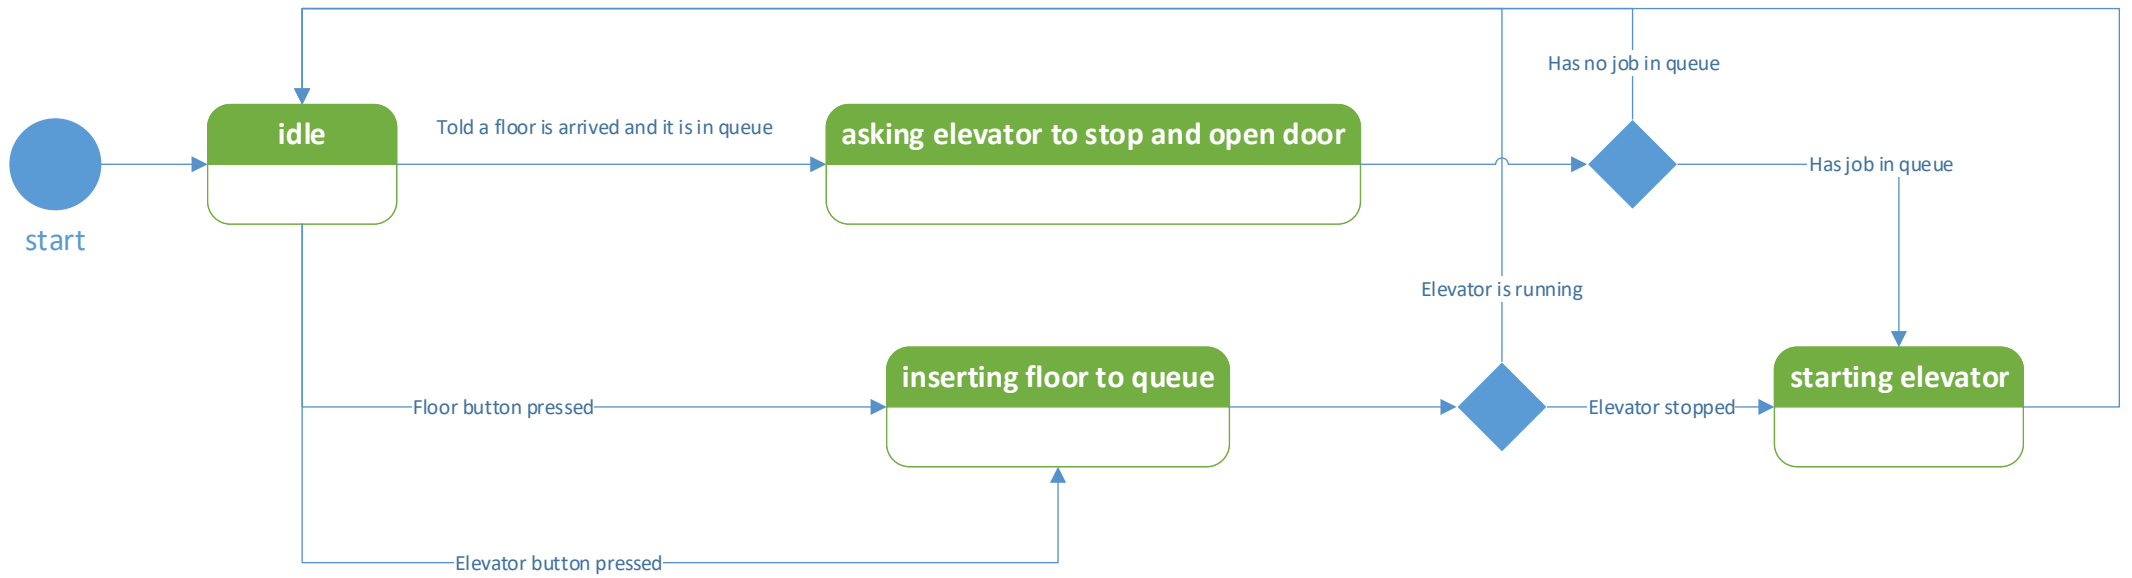 Has no job in queue
idle
Told a floor is arrived and it is in queue
asking elevator to stop and open door
Has job in queue
start
Elevator is running
inserting floor to queue
starting elevator
Floor button pressed
Elevator stopped
Elevator button pressed